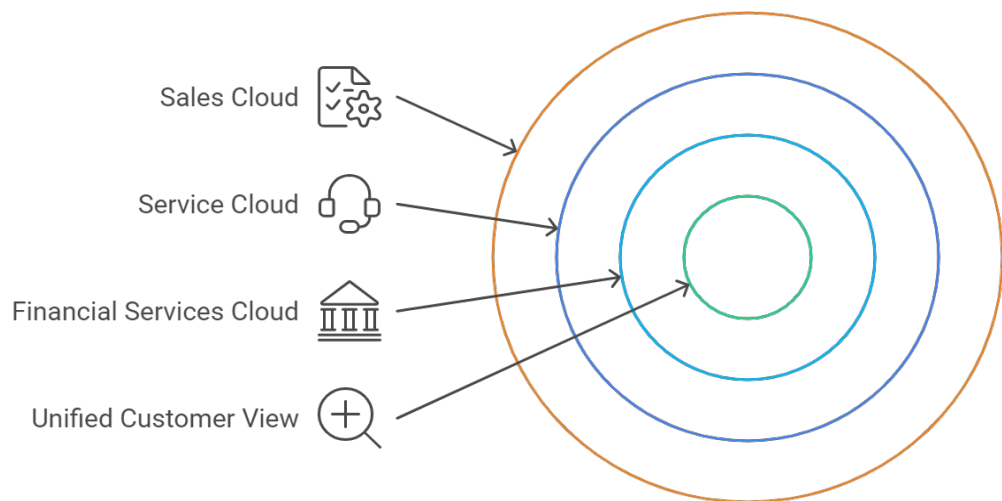 Sales Cloud
Service Cloud
Financial Services Cloud
Unified Customer View